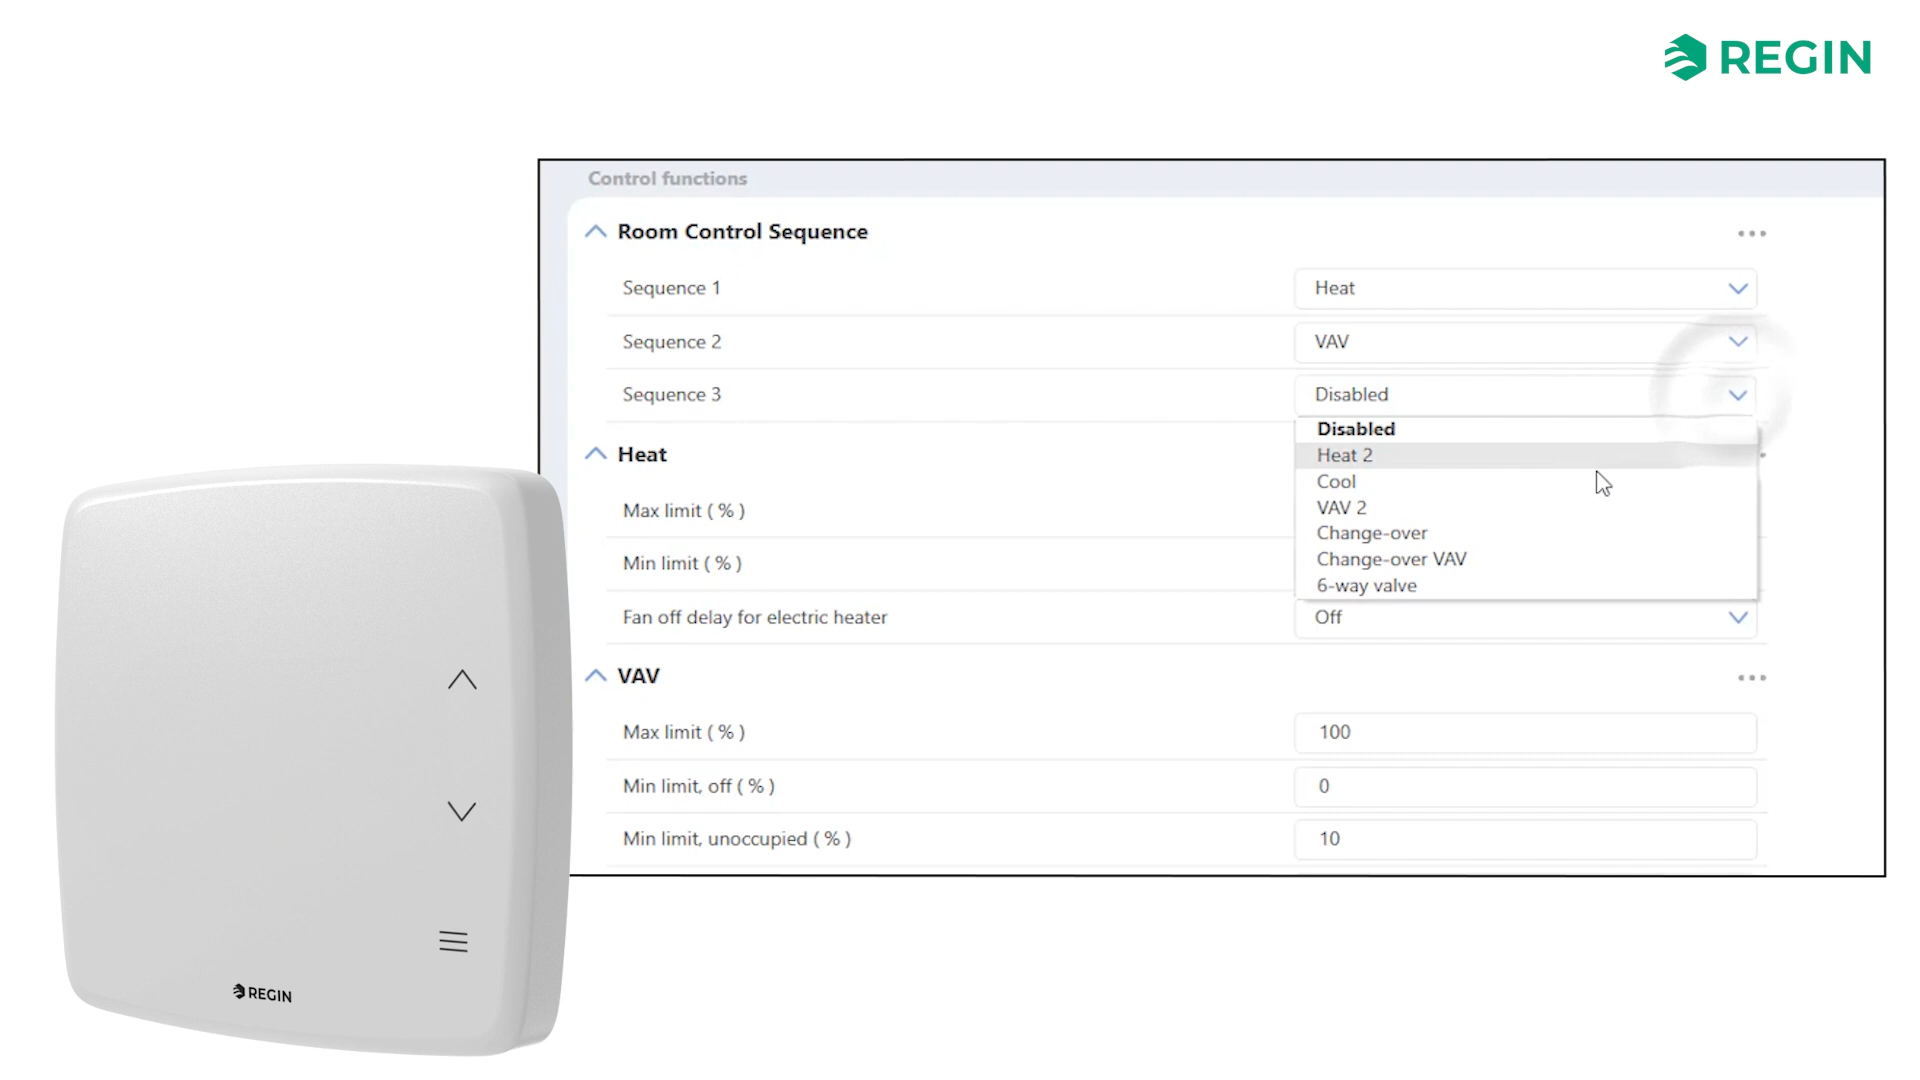 REGIN
Control functions
Room Control Sequence
Sequence 1 Heat
Sequence 2 VAV
Sequence 3 Disabled
Disabled
Heat 2
Cool
VAV 2
Change-over
Change-over VAV
6-way valve
Heat
Max limit ( % )
Min limit ( % )
Fan off delay for electric heater Off
VAV
Max limit ( % ) 100
Min limit, off ( % ) 0
Min limit, unoccupied ( % ) 10
REGIN